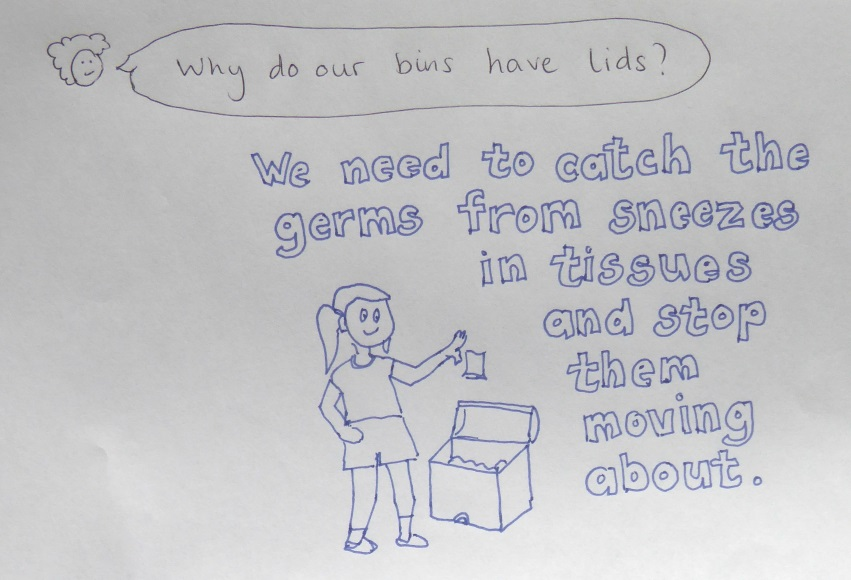 Why do our bins have lids?
We need to catch the
germs from sneezes
in tissues
and stop
them
moving
about.